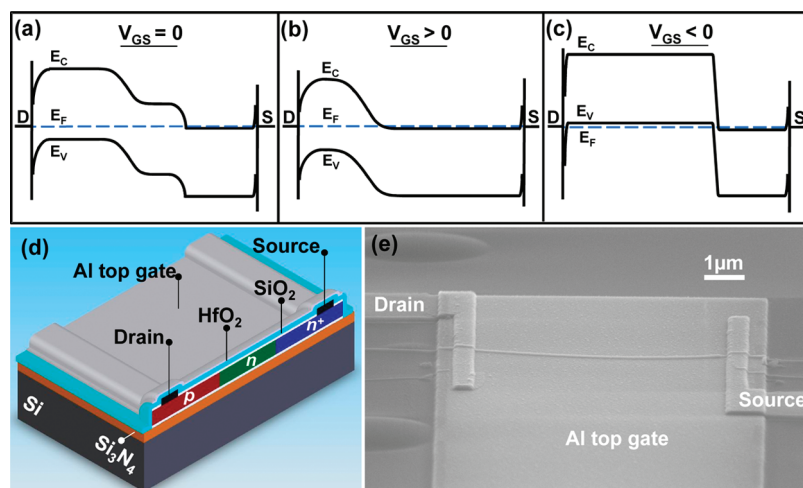 (a)
V_GS = 0
E_C
D
E_F
S
E_V
(b)
V_GS > 0
E_C
E_F
E_V
(c)
V_GS < 0
E_C
D
E_V
S
E_F
(d)
Source
Al top gate
SiO₂
HfO₂
Drain
n⁺
n
p
Si
Si₃N₄
(e)
1µm
Drain
Source
Al top gate